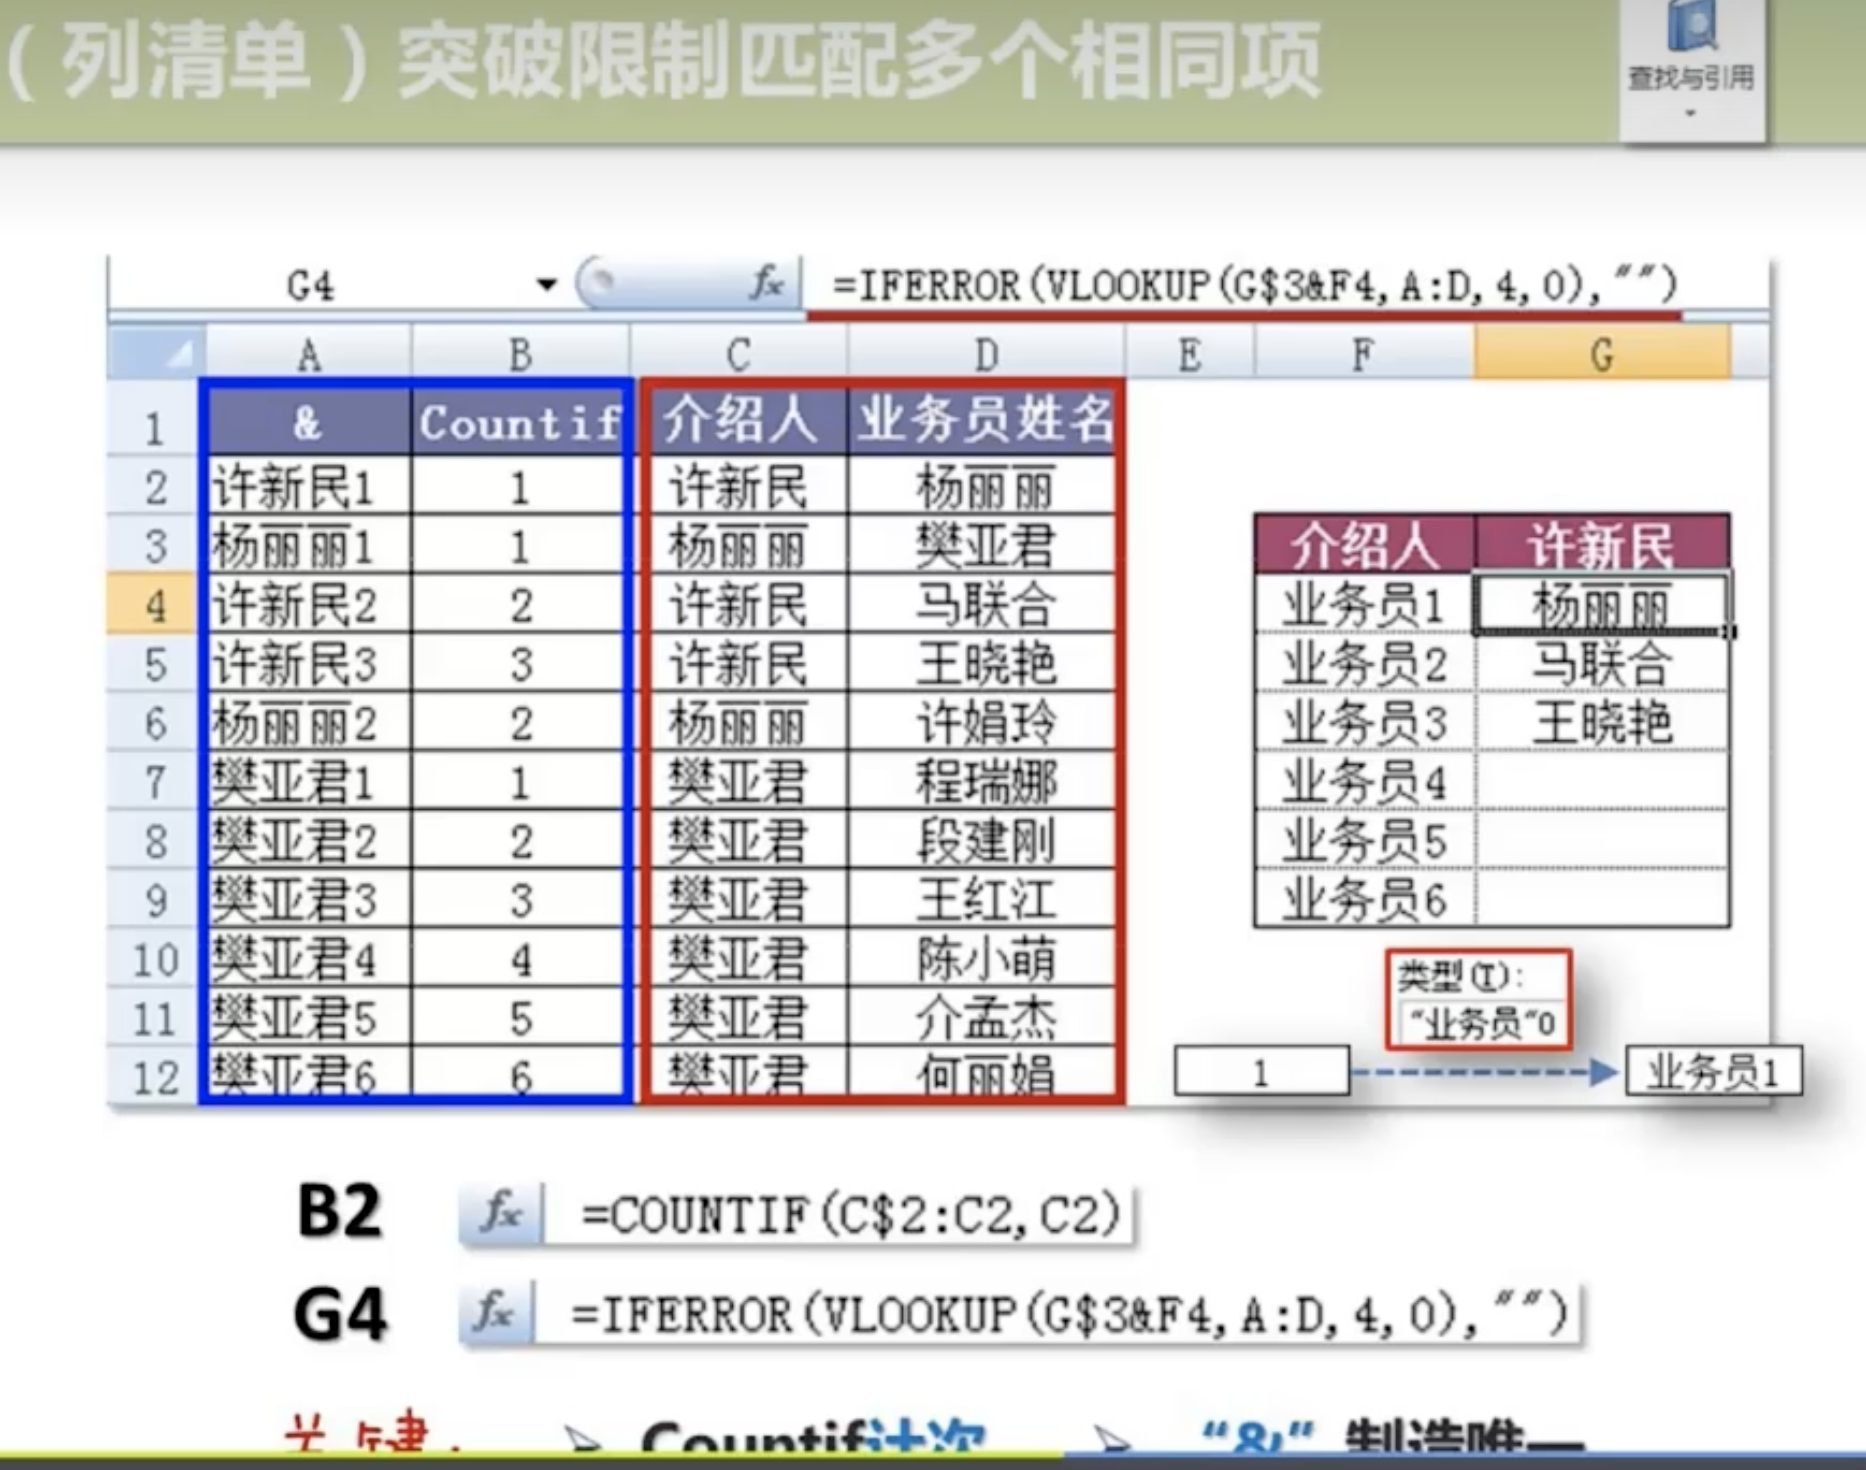 （列清单）突破限制匹配多个相同项
查找与引用
G4 fx =IFERROR(VLOOKUP(G$3&F4,A:D,4,0),"")
A B C D E F G
1 & Countif 介绍人 业务员姓名
2 许新民1 1 许新民 杨丽丽
3 杨丽丽1 1 杨丽丽 樊亚君 介绍人 许新民
4 许新民2 2 许新民 马联合 业务员1 杨丽丽
5 许新民3 3 许新民 王晓艳 业务员2 马联合
6 杨丽丽2 2 杨丽丽 许娟玲 业务员3 王晓艳
7 樊亚君1 1 樊亚君 程瑞娜 业务员4
8 樊亚君2 2 樊亚君 段建刚 业务员5
9 樊亚君3 3 樊亚君 王红江 业务员6
10 樊亚君4 4 樊亚君 陈小萌
类型(T):
11 樊亚君5 5 樊亚君 介孟杰
"业务员"0
12 樊亚君6 6 樊亚君 何丽娟
1 业务员1
B2 fx =COUNTIF(C$2:C2,C2)
G4 fx =IFERROR(VLOOKUP(G$3&F4,A:D,4,0),"")
关键: Countif计次 "&" 制造唯一